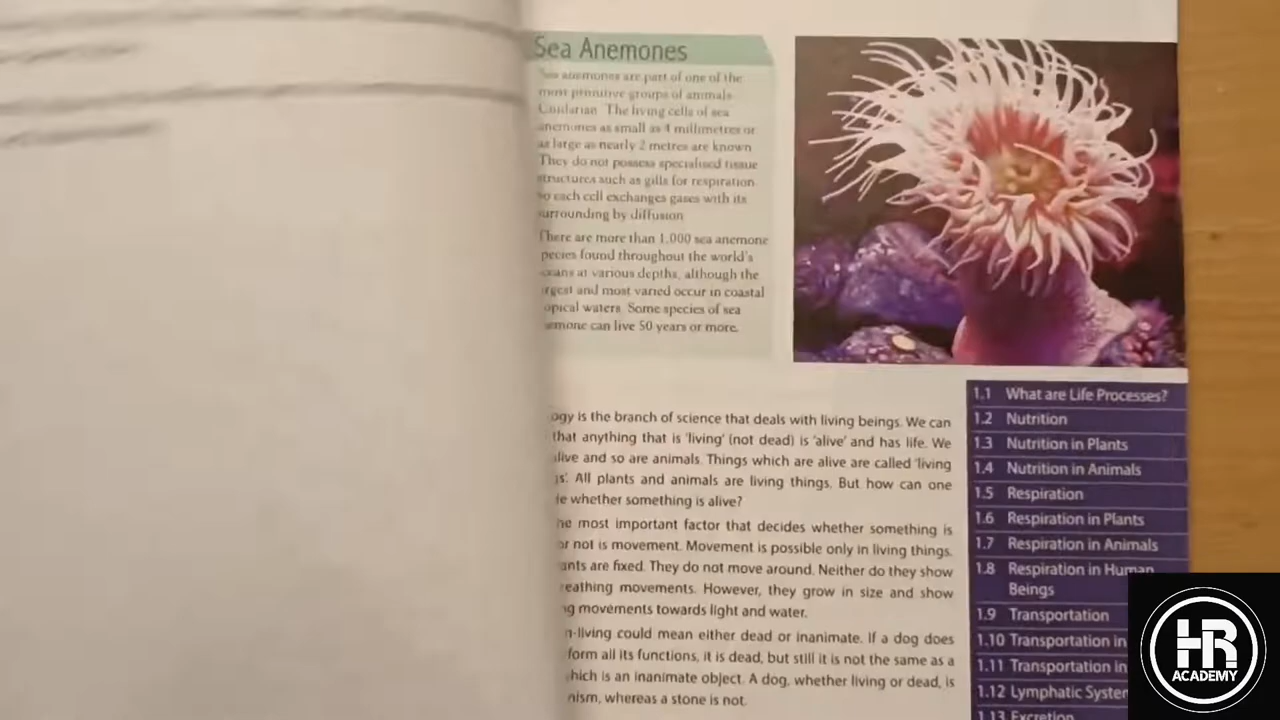 Sea Anemones
Sea anemones are part of one of the
most primitive groups of animals
Cnidarian. The living cells of sea
anemones as small as 4 millimetres or
as large as nearly 2 metres are known
They do not possess specialised tissue
structures such as gills for respiration
so each cell exchanges gases with its
surrounding by diffusion
There are more than 1,000 sea anemone
pecies found throughout the world's
ceans at various depths, although the
rgest and most varied occur in coastal
opical waters. Some species of sea
emone can live 50 years or more.
ogy is the branch of science that deals with living beings. We can
that anything that is 'living' (not dead) is 'alive' and has life. We
live and so are animals. Things which are alive are called 'living
s'. All plants and animals are living things. But how can one
e whether something is alive?
he most important factor that decides whether something is
or not is movement. Movement is possible only in living things.
ants are fixed. They do not move around. Neither do they show
reathing movements. However, they grow in size and show
g movements towards light and water.
n-living could mean either dead or inanimate. If a dog does
form all its functions, it is dead, but still it is not the same as a
hich is an inanimate object. A dog, whether living or dead, is
nism, whereas a stone is not.
1.1 What are Life Processes?
1.2 Nutrition
1.3 Nutrition in Plants
1.4 Nutrition in Animals
1.5 Respiration
1.6 Respiration in Plants
1.7 Respiration in Animals
1.8 Respiration in Human
Beings
1.9 Transportation
1.10 Transportation in
1.11 Transportation in
1.12 Lymphatic System
1.13 Excretion
HR
ACADEMY